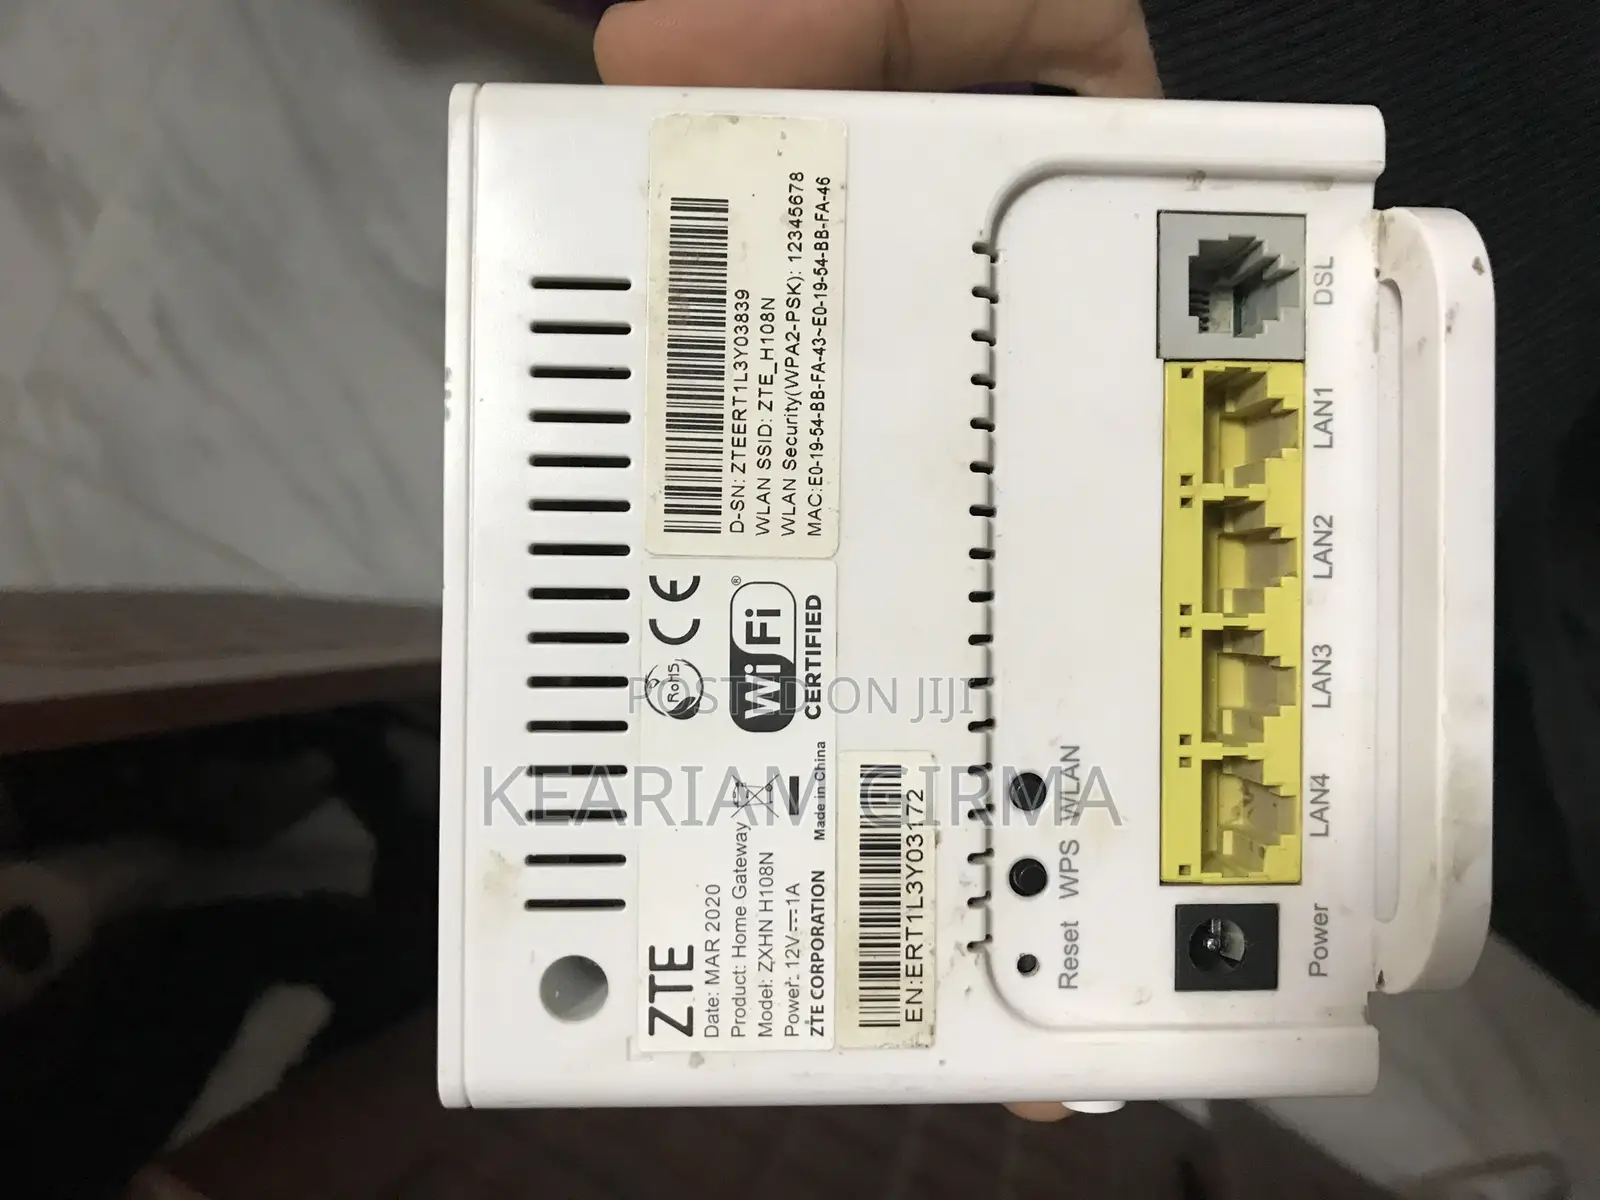 ZTE
Date: MAR 2020
Product: Home Gateway
Model: ZXHN H108N
Power: 12V⎓1A
ZTE CORPORATION
Made in China
RoHS
CE
WiFi®
CERTIFIED
D-SN: ZTEERT1L3Y03839
WLAN SSID: ZTE_H108N
WLAN Security(WPA2-PSK): 12345678
MAC:E0-19-54-BB-FA-43~E0-19-54-BB-FA-46
EN:ERT1L3Y03172
Reset WPS WLAN
Power LAN4 LAN3 LAN2 LAN1 DSL
POSTED ON JIJI
KEARIAM GIRMA